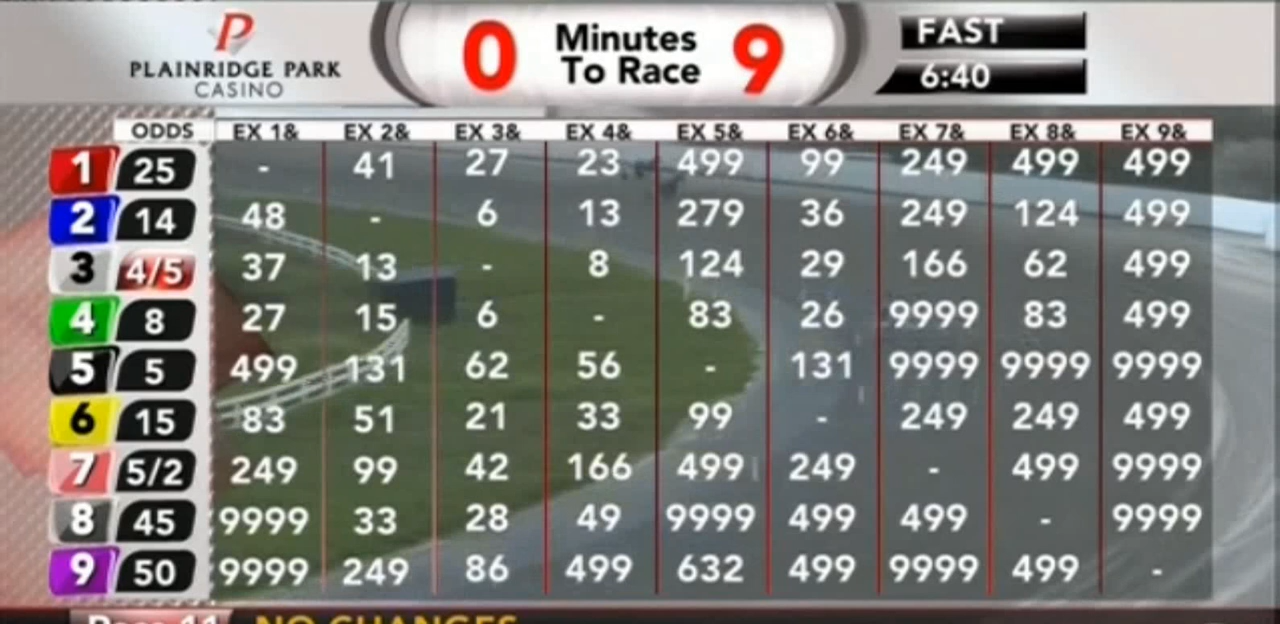 P
PLAINRIDGE PARK
CASINO
0 Minutes To Race 9
FAST
6:40
ODDS EX 1& EX 2& EX 3& EX 4& EX 5& EX 6& EX 7& EX 8& EX 9&
1 25 - 41 27 23 499 99 249 499 499
2 14 48 - 6 13 279 36 249 124 499
3 4/5 37 13 - 8 124 29 166 62 499
4 8 27 15 6 - 83 26 9999 83 499
5 5 499 131 62 56 - 131 9999 9999 9999
6 15 83 51 21 33 99 - 249 249 499
7 5/2 249 99 42 166 499 249 - 499 9999
8 45 9999 33 28 49 9999 499 499 - 9999
9 50 9999 249 86 499 632 499 9999 499 -
Race 11 NO CHANGES